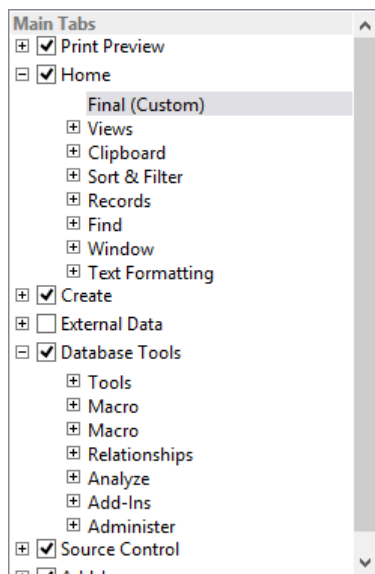 Main Tabs
Print Preview
Home
Final (Custom)
Views
Clipboard
Sort & Filter
Records
Find
Window
Text Formatting
Create
External Data
Database Tools
Tools
Macro
Macro
Relationships
Analyze
Add-Ins
Administer
Source Control